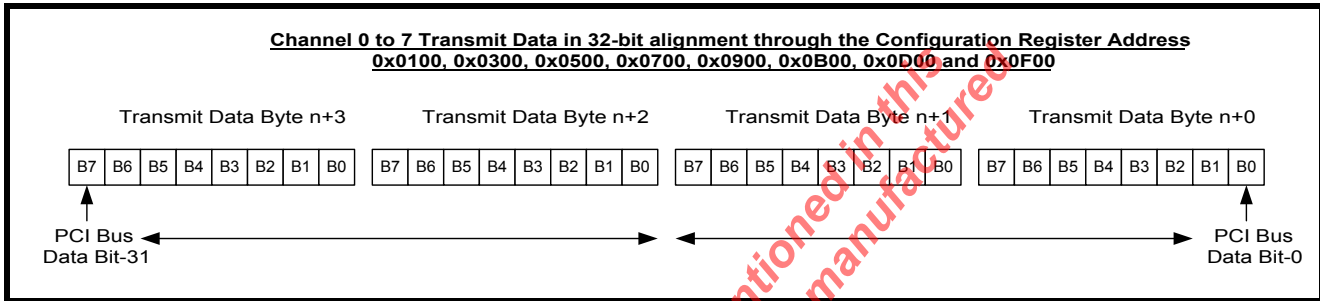 Channel 0 to 7 Transmit Data in 32-bit alignment through the Configuration Register Address
0x0100, 0x0300, 0x0500, 0x0700, 0x0900, 0x0B00, 0x0D00 and 0x0F00
Transmit Data Byte n+3 Transmit Data Byte n+2 Transmit Data Byte n+1 Transmit Data Byte n+0
B7 B6 B5 B4 B3 B2 B1 B0 B7 B6 B5 B4 B3 B2 B1 B0 B7 B6 B5 B4 B3 B2 B1 B0 B7 B6 B5 B4 B3 B2 B1 B0
PCI Bus PCI Bus
Data Bit-31 Data Bit-0
in this
manufactured